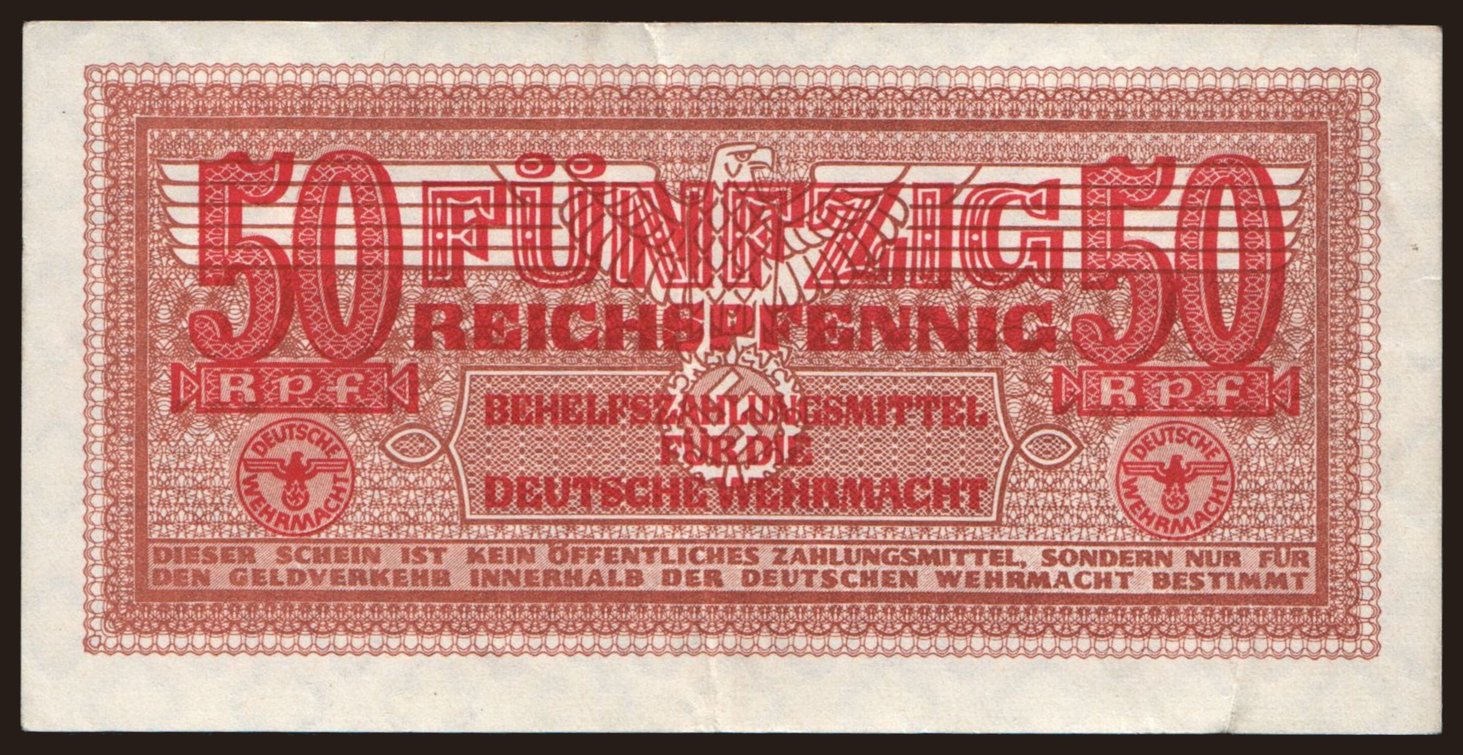 50 FÜNFZIG 50
REICHSPFENNIG
Rpf Rpf
BEHELFSZAHLUNGSMITTEL
FÜR DIE
DEUTSCHE WEHRMACHT
DEUTSCHE WEHRMACHT
DEUTSCHE WEHRMACHT
DIESER SCHEIN IST KEIN ÖFFENTLICHES ZAHLUNGSMITTEL, SONDERN NUR FÜR
DEN GELDVERKEHR INNERHALB DER DEUTSCHEN WEHRMACHT BESTIMMT